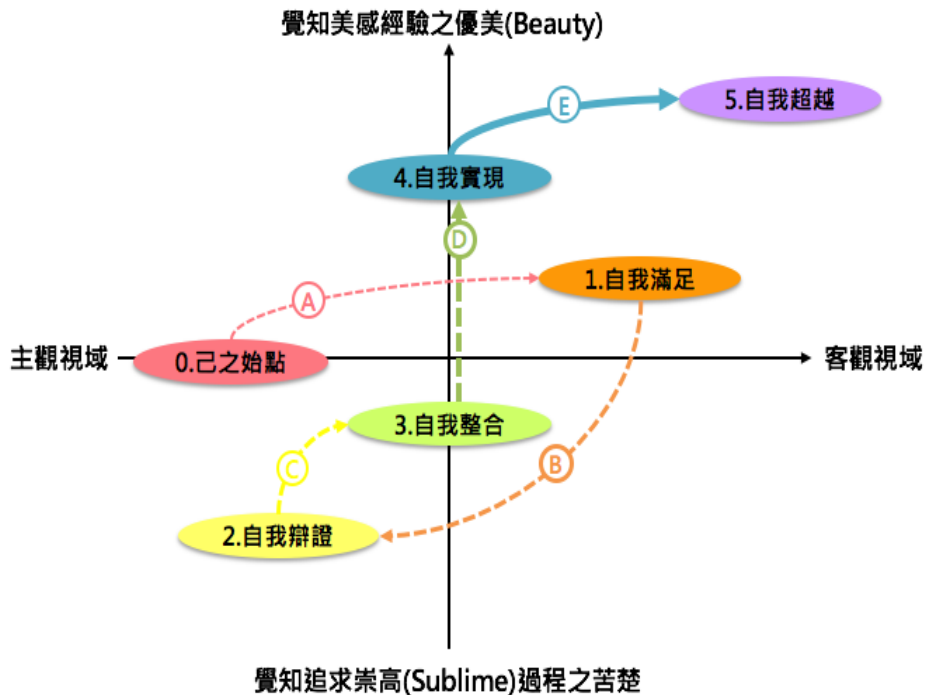 覺知美感經驗之優美(Beauty)
E
5.自我超越
4.自我實現
D
1.自我滿足
A
主觀視域
0.己之始點
客觀視域
3.自我整合
C
B
2.自我辯證
覺知追求崇高(Sublime)過程之苦楚